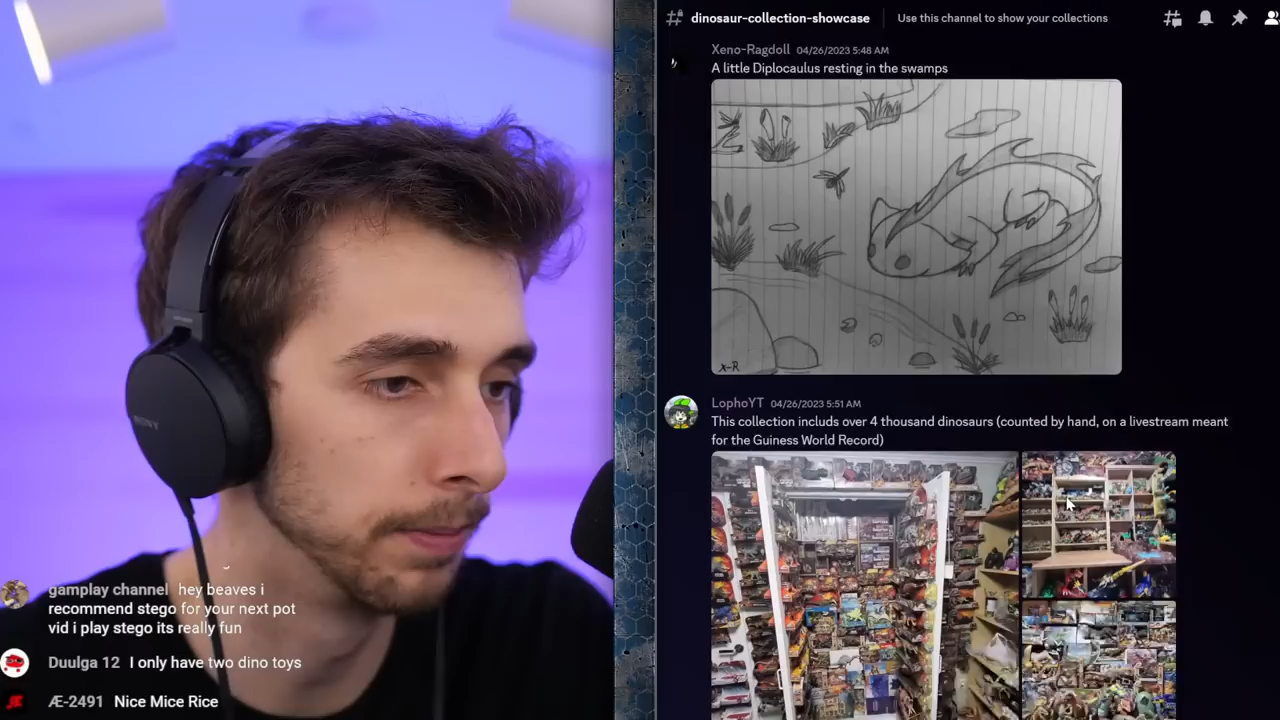 dinosaur-collection-showcase
Use this channel to show your collections
Xeno-Ragdoll 04/26/2023 5:48 AM
A little Diplocaulus resting in the swamps
X-R
LophoYT 04/26/2023 5:51 AM
This collection includs over 4 thousand dinosaurs (counted by hand, on a livestream meant
for the Guiness World Record)
SONY
gamplay channel hey beaves i
recommend stego for your next pot
vid i play stego its really fun
Duulga 12 I only have two dino toys
Æ-2491 Nice Mice Rice